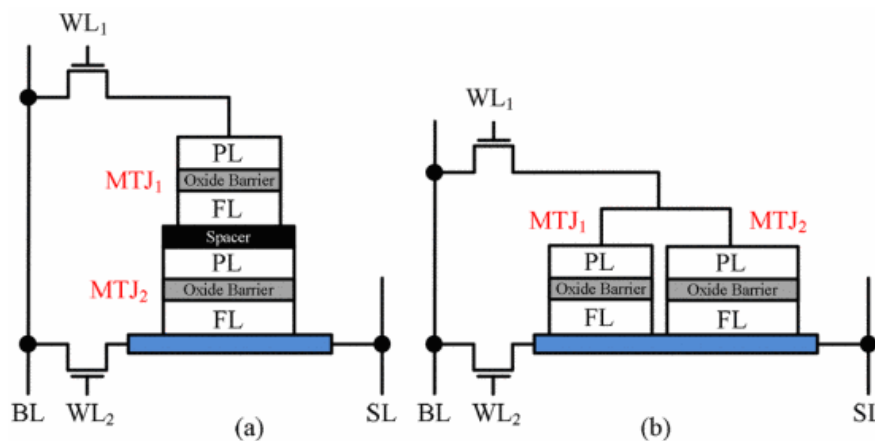 WL₁
PL
MTJ₁
Oxide Barrier
FL
Spacer
PL
MTJ₂
Oxide Barrier
FL
BL
WL₂
SL
(a)
WL₁
MTJ₁
MTJ₂
PL
PL
Oxide Barrier
Oxide Barrier
FL
FL
BL
WL₂
SL
(b)